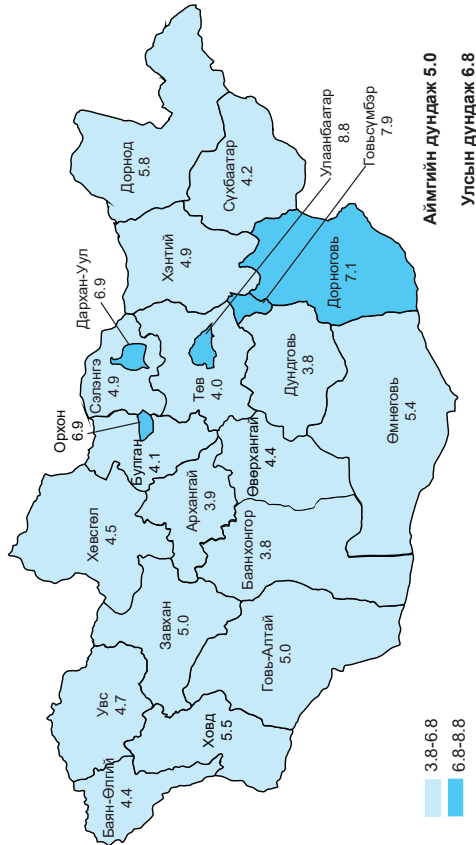 Баян-Өлгий
4.4
Увс
4.7
Ховд
5.5
Завхан
5.0
Говь-Алтай
5.0
Хөвсгөл
4.5
Баянхонгор
3.8
Архангай
3.9
Булган
4.1
Орхон
6.9
Өвөрхангай
4.4
Сэлэнгэ
4.9
Дархан-Уул
6.9
Төв
4.0
Дундговь
3.8
Өмнөговь
5.4
Хэнтий
4.9
Дорноговь
7.1
Дорнод
5.8
Сүхбаатар
4.2
Улаанбаатар
8.8
Говьсүмбэр
7.9
3.8-6.8
6.8-8.8
Аймгийн дундаж 5.0
Улсын дундаж 6.8